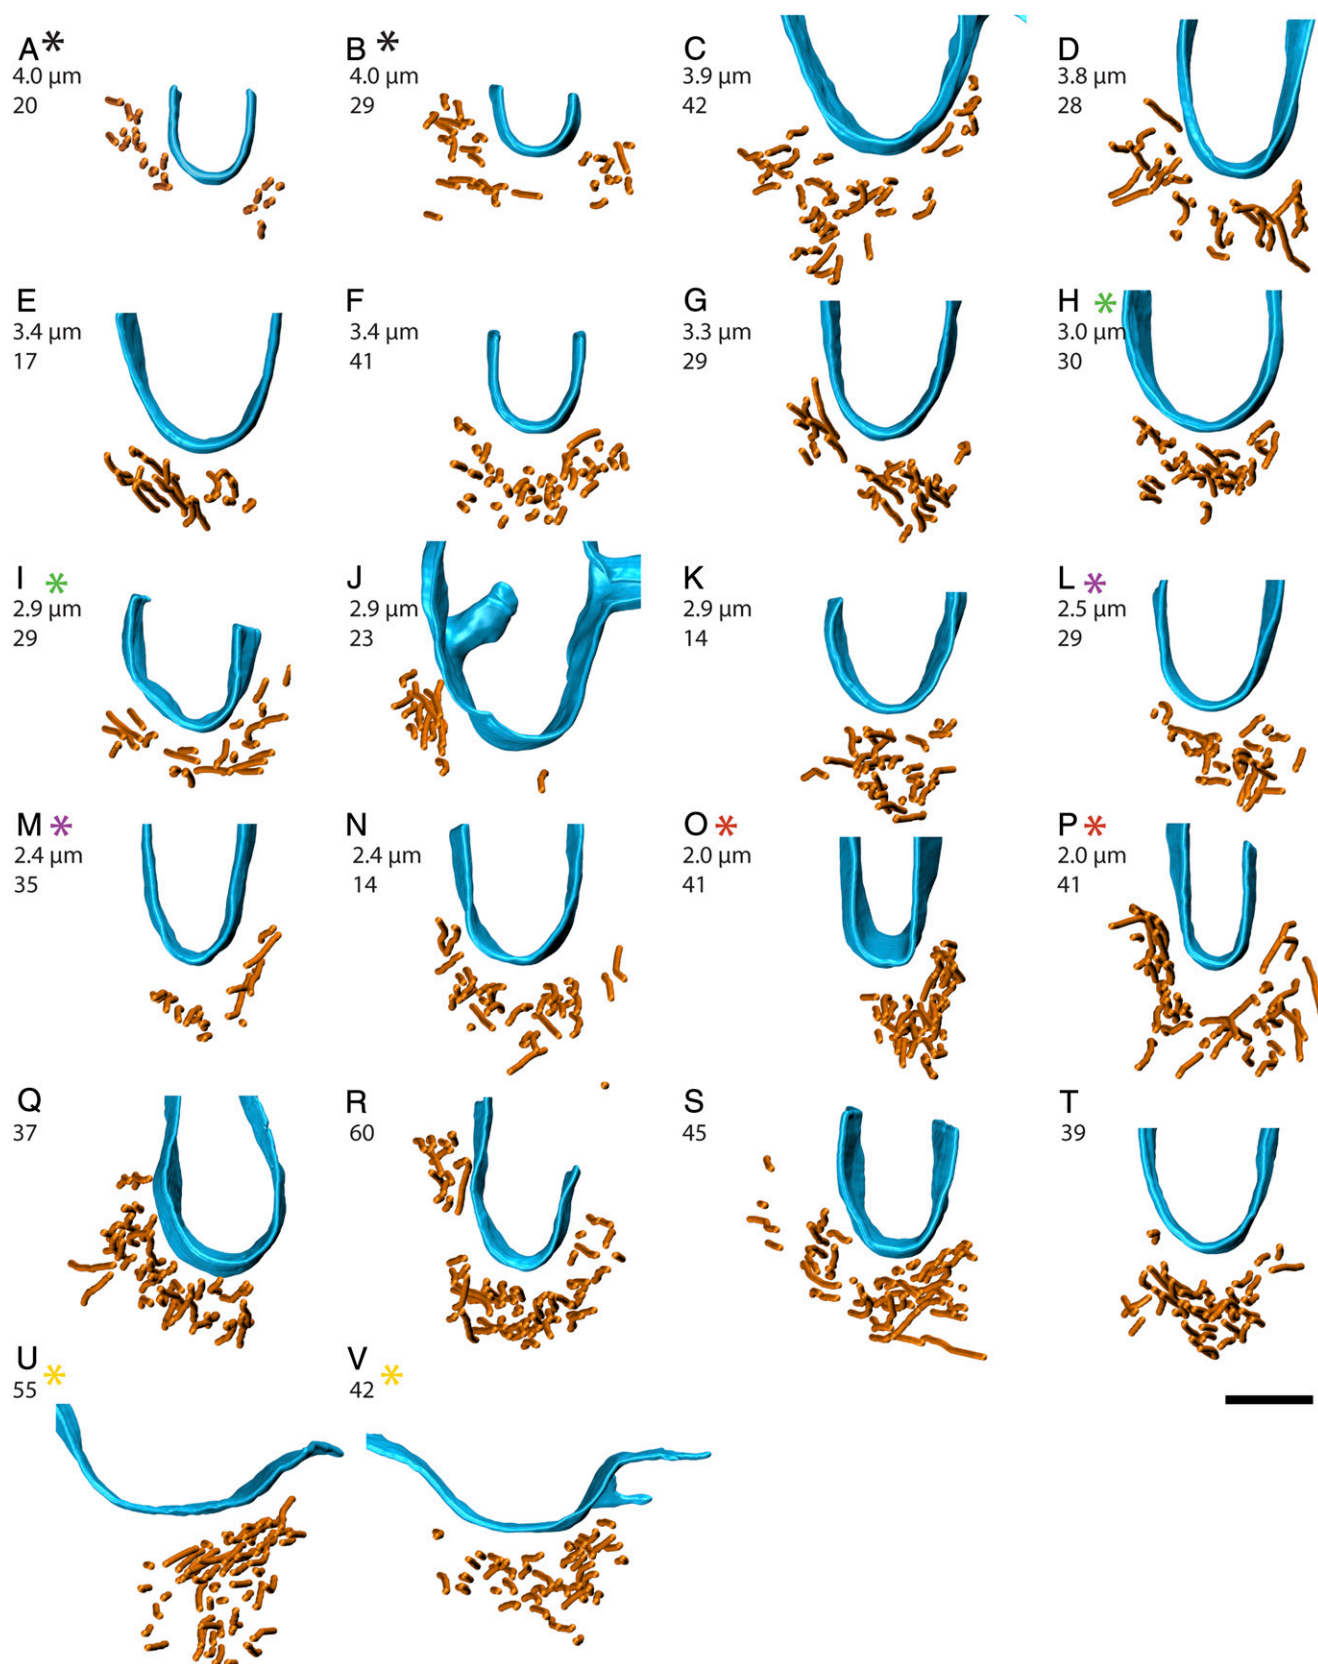 A*
4.0 µm
20
B *
4.0 µm
29
C
3.9 µm
42
D
3.8 µm
28
E
3.4 µm
17
F
3.4 µm
41
G
3.3 µm
29
H *
3.0 µm
30
I *
2.9 µm
29
J
2.9 µm
23
K
2.9 µm
14
L *
2.5 µm
29
M *
2.4 µm
35
N
2.4 µm
14
O *
2.0 µm
41
P *
2.0 µm
41
Q
37
R
60
S
45
T
39
U *
55
V *
42